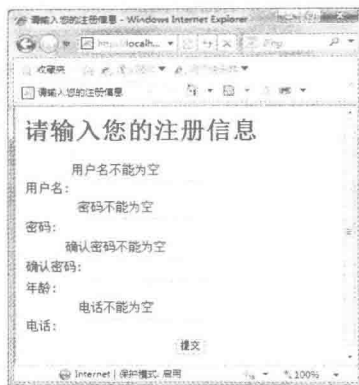 请输入您的注册信息 - Windows Internet Explorer
localh...
收藏夹
请输入您的注册信息
请输入您的注册信息
用户名不能为空
用户名：
密码不能为空
密码：
确认密码不能为空
确认密码：
年龄：
电话不能为空
电话：
提交
Internet | 保护模式: 启用
100%